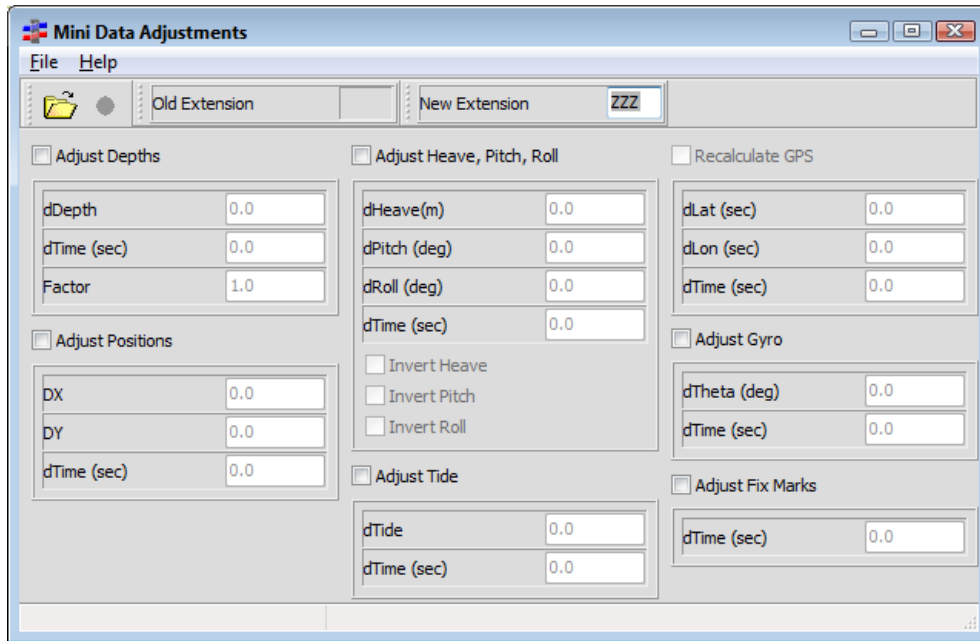 Mini Data Adjustments
File Help
Old Extension
New Extension ZZZ
Adjust Depths
dDepth 0.0
dTime (sec) 0.0
Factor 1.0
Adjust Positions
DX 0.0
DY 0.0
dTime (sec) 0.0
Adjust Heave, Pitch, Roll
dHeave(m) 0.0
dPitch (deg) 0.0
dRoll (deg) 0.0
dTime (sec) 0.0
Invert Heave
Invert Pitch
Invert Roll
Adjust Tide
dTide 0.0
dTime (sec) 0.0
Recalculate GPS
dLat (sec) 0.0
dLon (sec) 0.0
dTime (sec) 0.0
Adjust Gyro
dTheta (deg) 0.0
dTime (sec) 0.0
Adjust Fix Marks
dTime (sec) 0.0